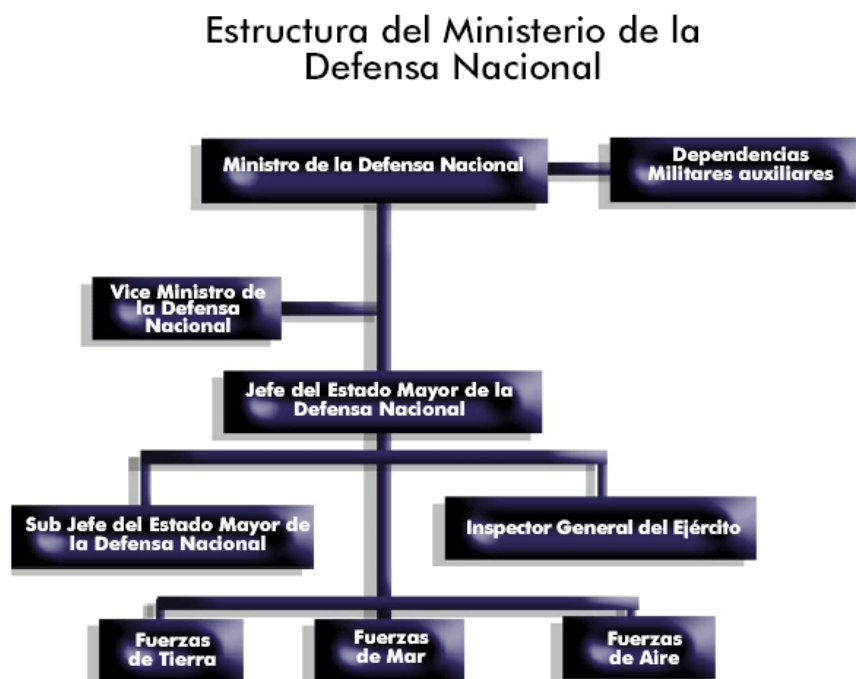 Estructura del Ministerio de la
Defensa Nacional
Ministro de la Defensa Nacional
Dependencias
Militares auxiliares
Vice Ministro de
la Defensa
Nacional
Jefe del Estado Mayor de la
Defensa Nacional
Sub Jefe del Estado Mayor de
la Defensa Nacional
Inspector General del Ejército
Fuerzas
de Tierra
Fuerzas
de Mar
Fuerzas
de Aire